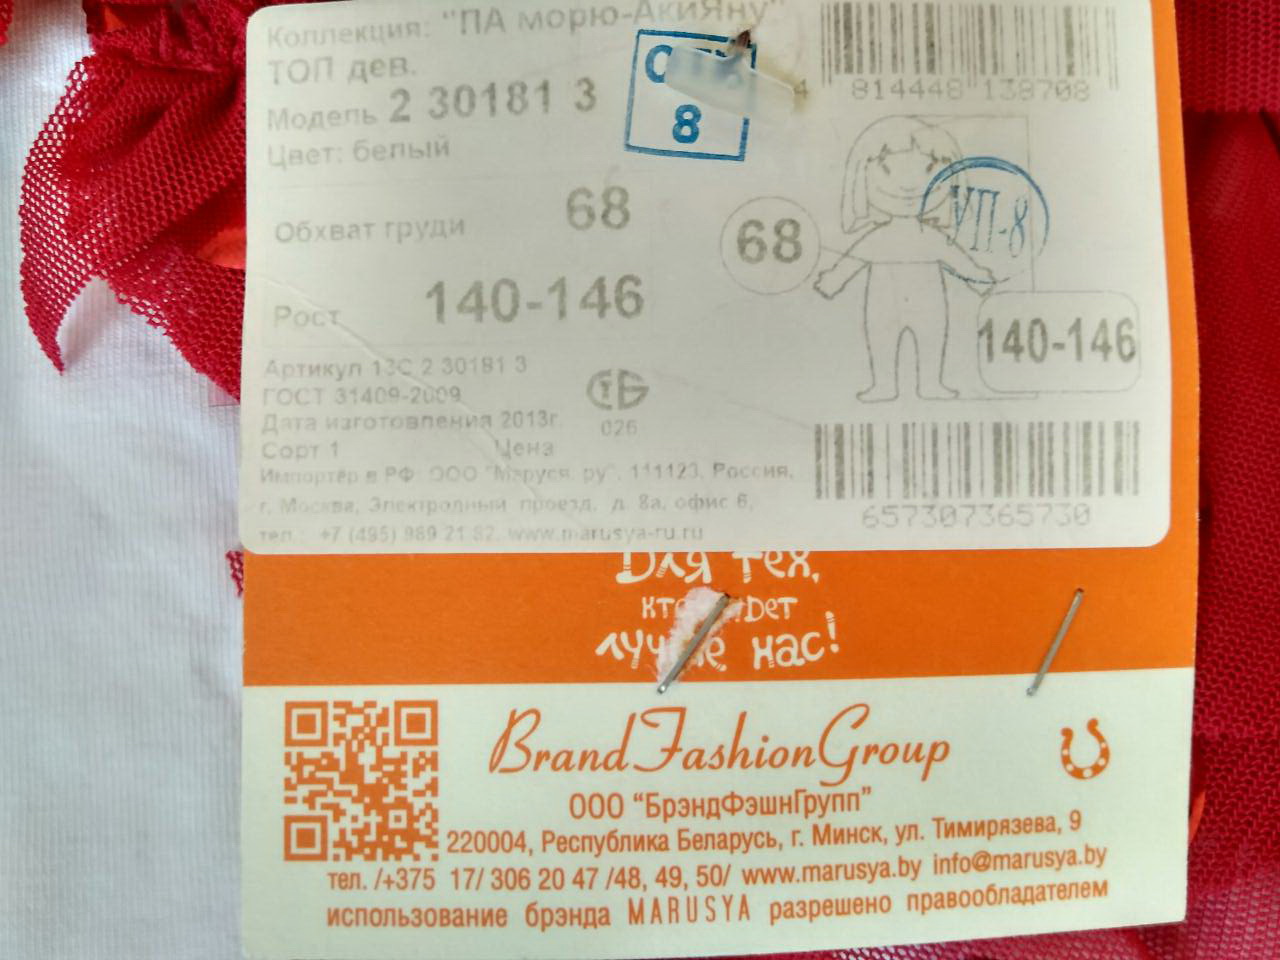 Коллекция: "ПА морю-АкиЯну"
ТОП дев.
Модель 2 30181 3
Цвет: белый
8
4 814448 138708
УП-8
Обхват груди 68
68
Рост 140-146
140-146
Артикул 13С 2 30181 3
ГОСТ 31409-2009
026
Дата изготовления 2013г.
Сорт 1 Цена
Импортёр в РФ: ООО "Маруся ру", 111123, Россия,
г. Москва, Электродный проезд, д. 8а, офис 6,
тел.: +7 (495) 989 21 82, www.marusya-ru.ru
657307365730
Для тех,
нас!
BrandFashionGroup
ООО “БрэндФэшнГрупп”
220004, Республика Беларусь, г. Минск, ул. Тимирязева, 9
тел. /+375 17/ 306 20 47 /48, 49, 50/ www.marusya.by info@marusya.by
использование брэнда MARUSYA разрешено правообладателем